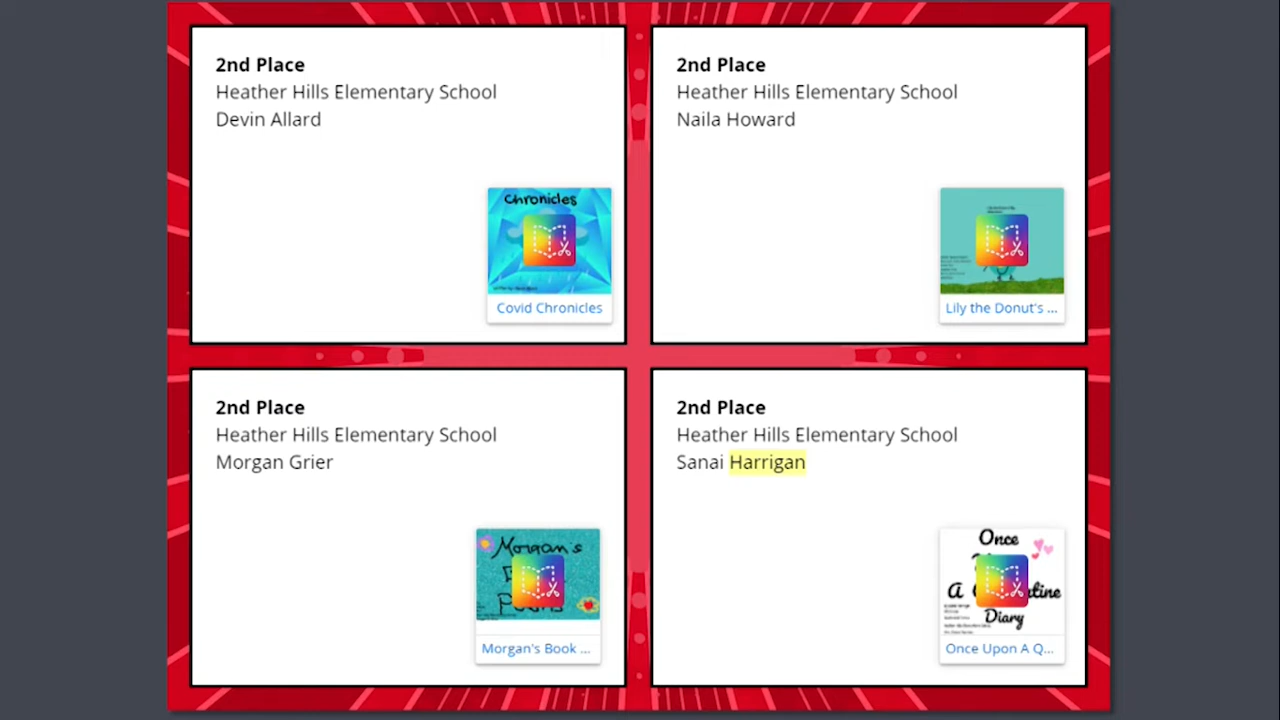 2nd Place
Heather Hills Elementary School
Devin Allard
Chronicles
Covid Chronicles
2nd Place
Heather Hills Elementary School
Naila Howard
Lily the Donut's ...
2nd Place
Heather Hills Elementary School
Morgan Grier
Morgan's
Morgan's Book ...
2nd Place
Heather Hills Elementary School
Sanai Harrigan
Once
A
Diary
Once Upon A Q...